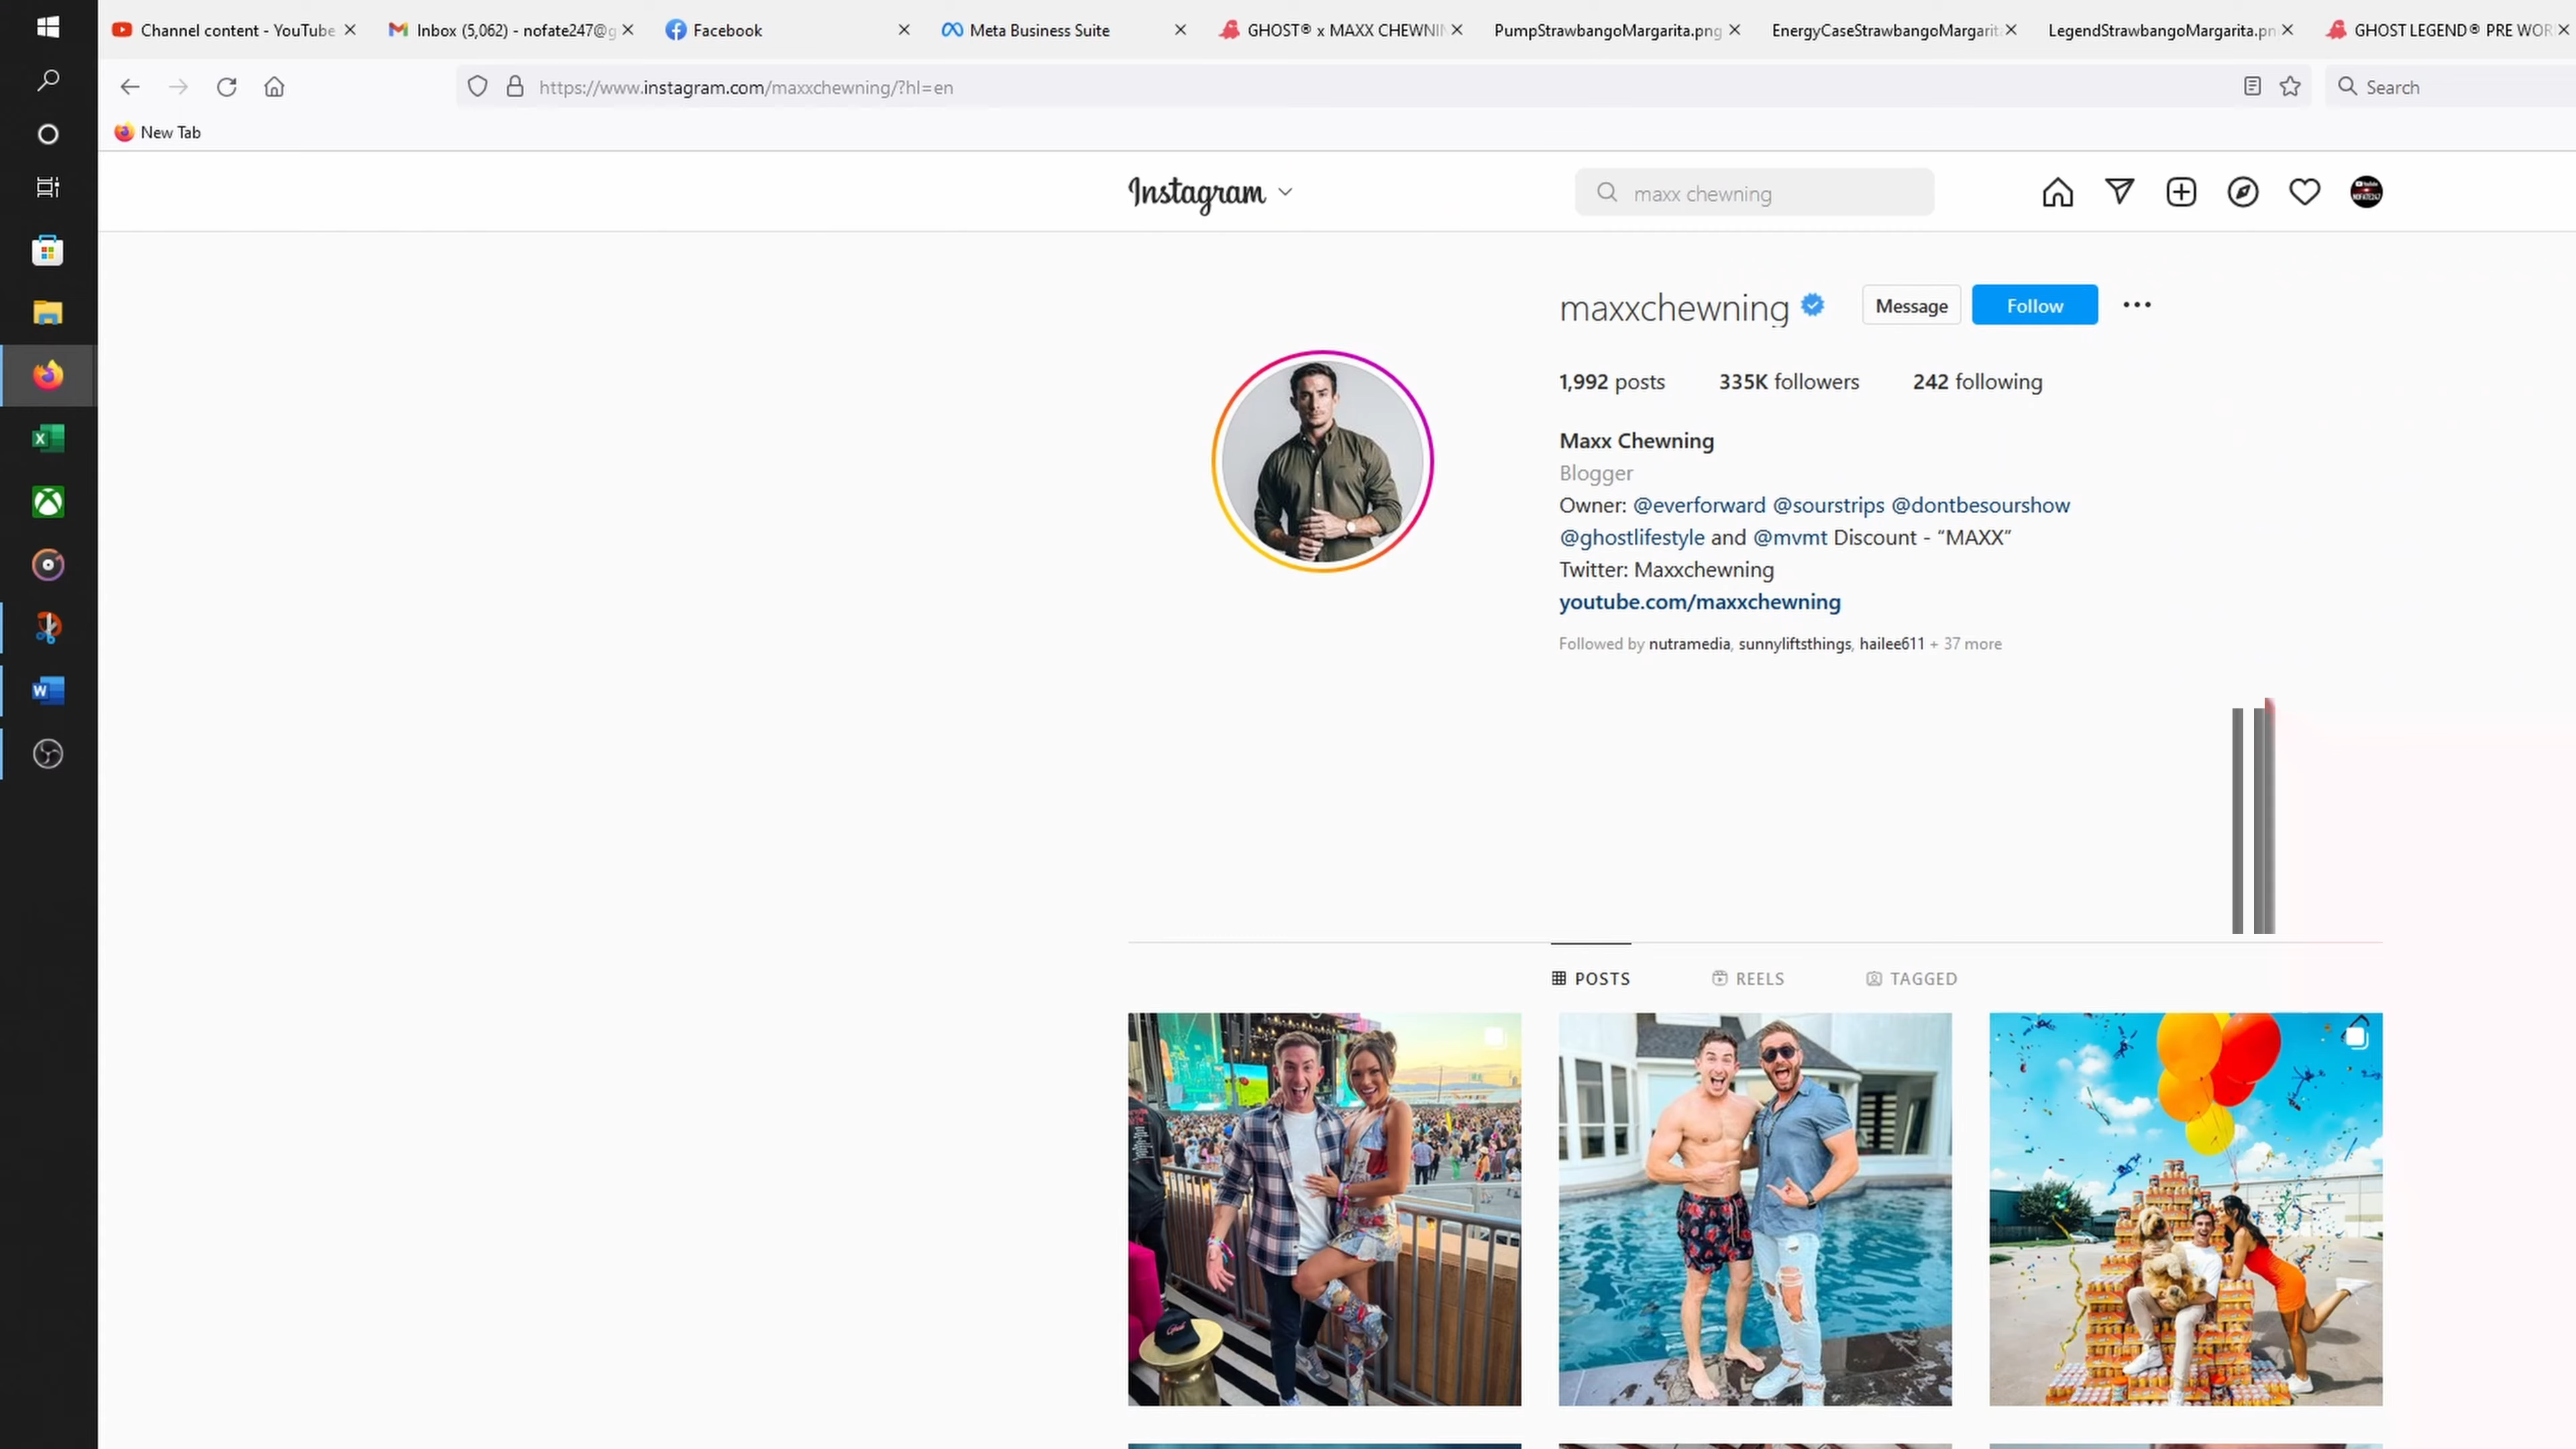 Channel content - YouTube
Inbox (5,062) - nofate247@g
Facebook
Meta Business Suite
GHOST® x MAXX CHEWNIN
PumpStrawbangoMargarita.png
EnergyCaseStrawbangoMargarita
LegendStrawbangoMargarita.pn
GHOST LEGEND® PRE WOR
https://www.instagram.com/maxxchewning/?hl=en
Search
New Tab
Instagram
maxx chewning
maxxchewning
Message
Follow
1,992 posts
335K followers
242 following
Maxx Chewning
Blogger
Owner: @everforward @sourstrips @dontbesourshow
@ghostlifestyle and @mvmt Discount - “MAXX”
Twitter: Maxxchewning
youtube.com/maxxchewning
Followed by nutramedia, sunnyliftsthings, hailee611 + 37 more
POSTS
REELS
TAGGED